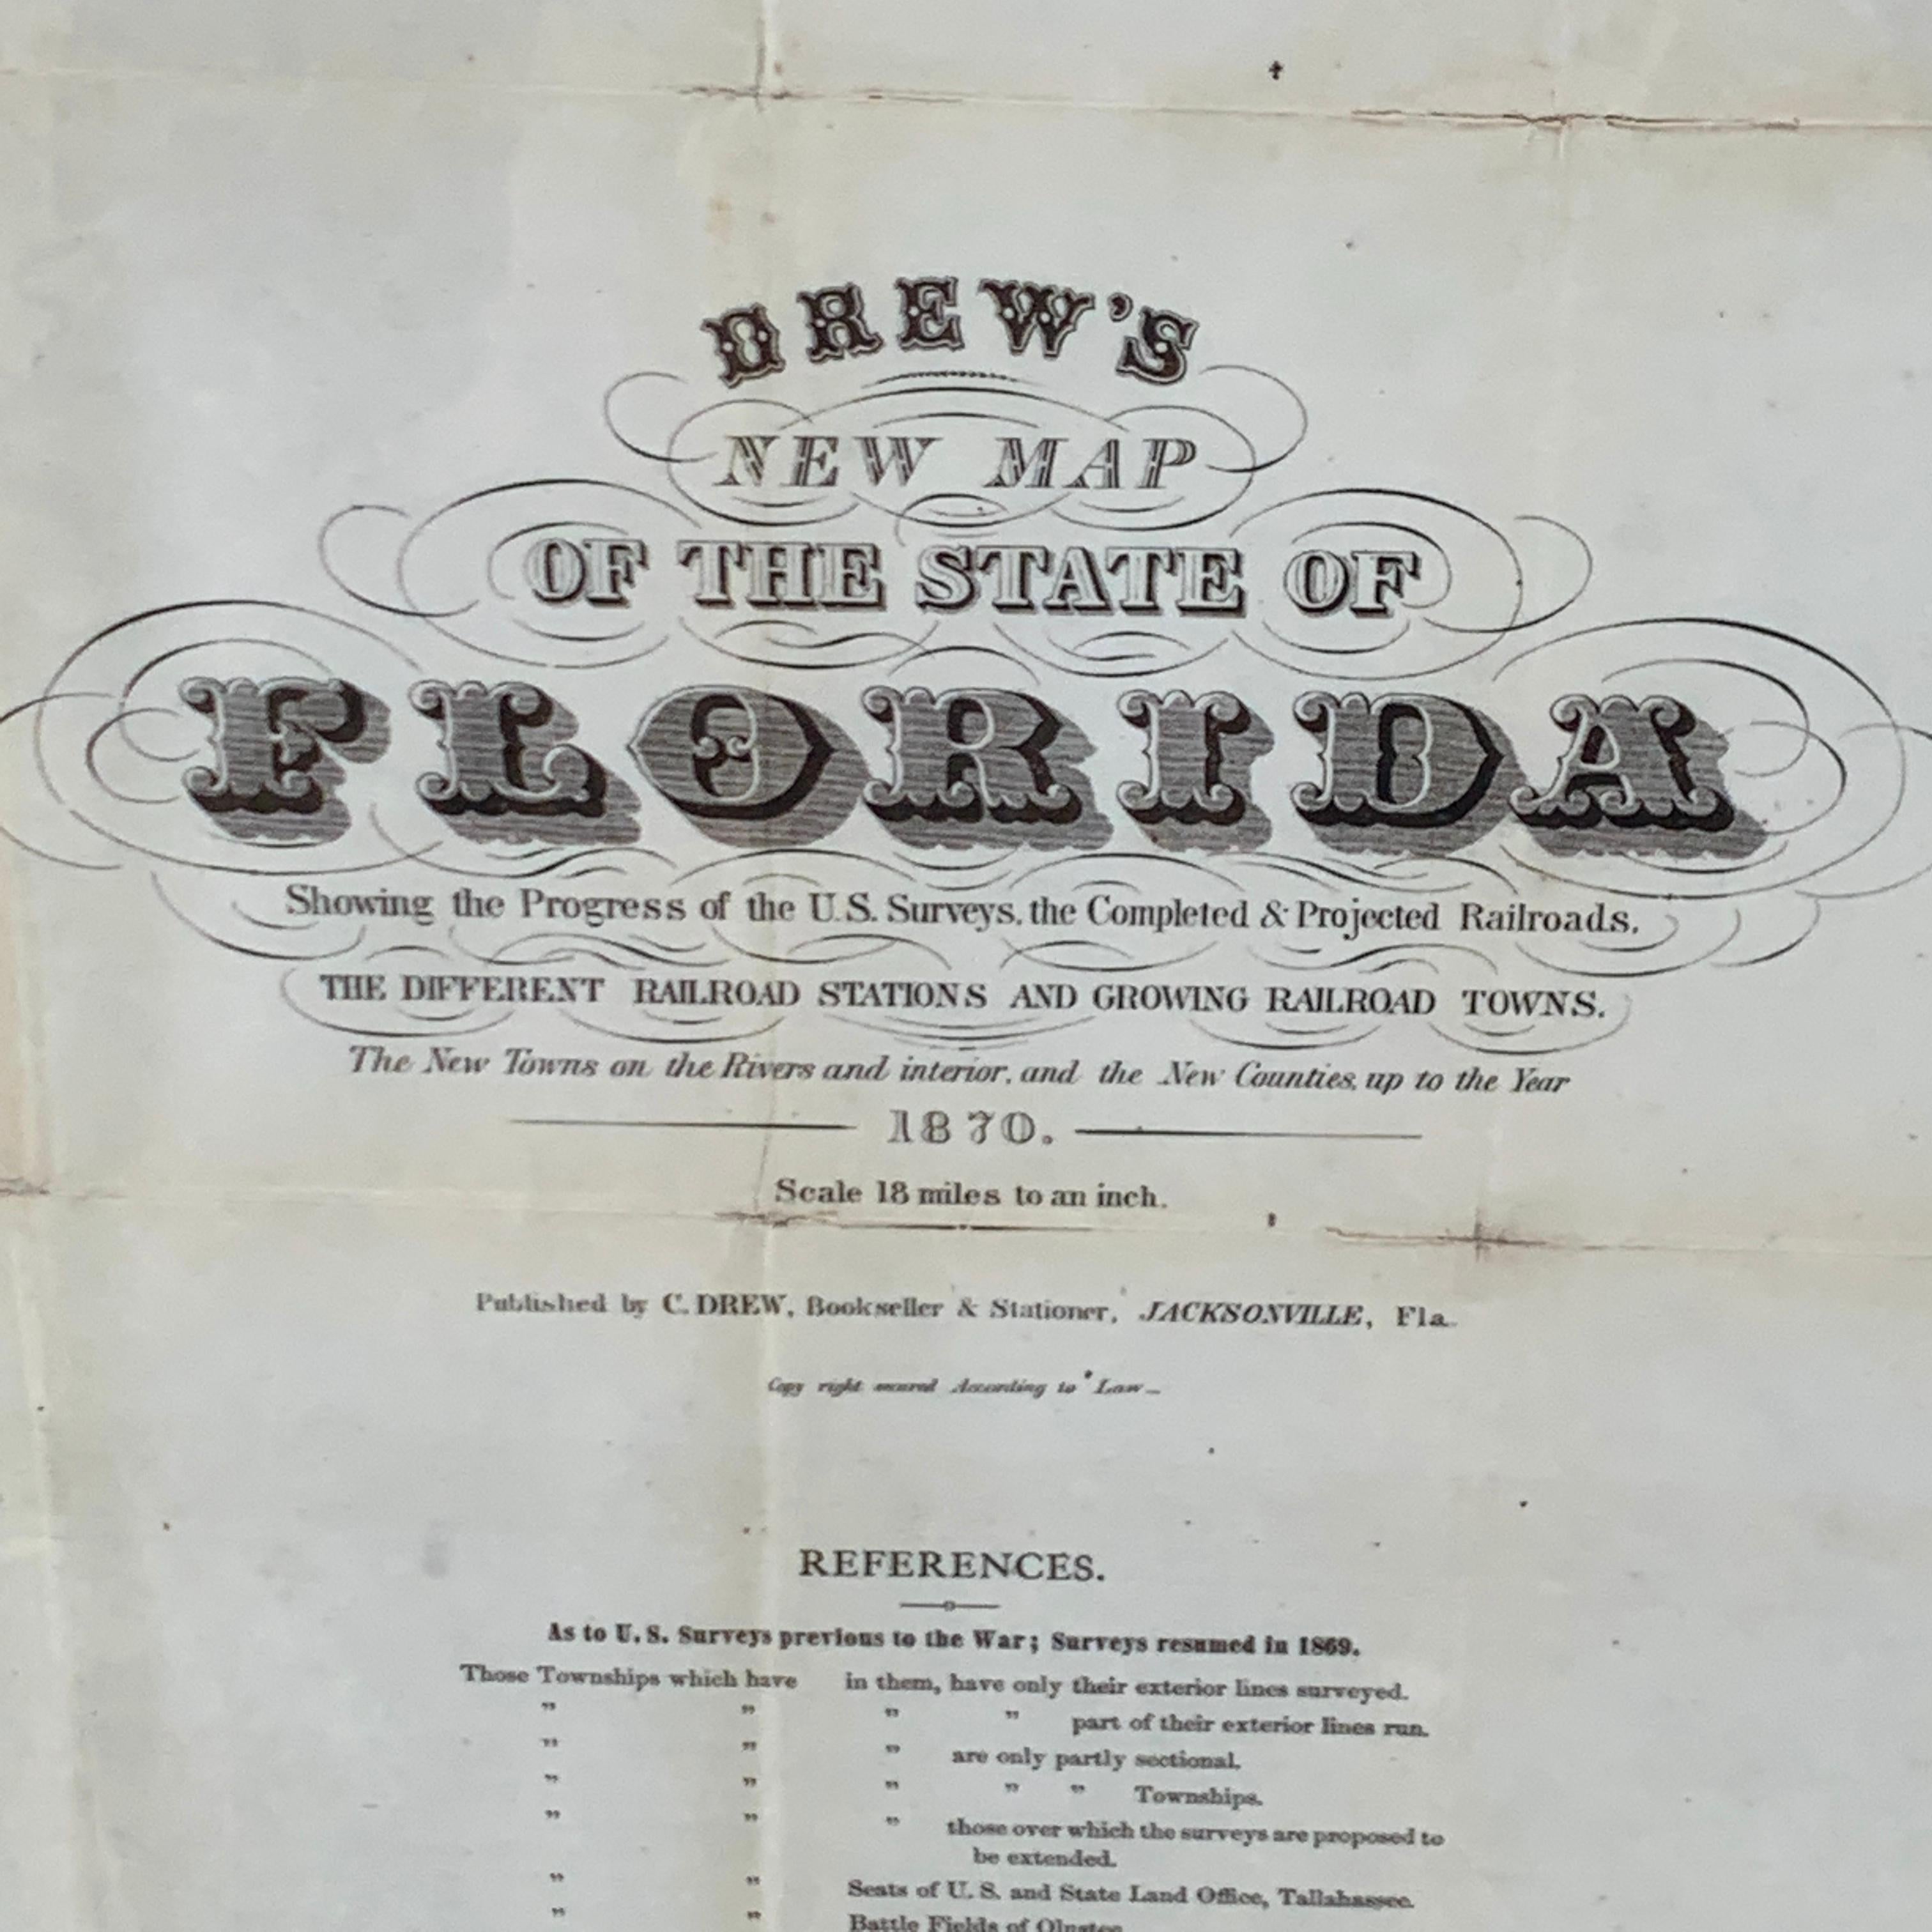 DREW'S
NEW MAP
OF THE STATE OF
FLORIDA
Showing the Progress of the U.S. Surveys, the Completed & Projected Railroads,
THE DIFFERENT RAILROAD STATIONS AND GROWING RAILROAD TOWNS.
The New Towns on the Rivers and interior, and the New Counties, up to the Year
1870.
Scale 18 miles to an inch.
Published by C. DREW, Bookseller & Stationer, JACKSONVILLE, Fla.
Copy right secured According to Law
REFERENCES.
As to U.S. Surveys previous to the War; Surveys resumed in 1869.
Those Townships which have in them, have only their exterior lines surveyed.
" " " " part of their exterior lines run.
" " " are only partly sectional.
" " " " " Townships.
" " " those over which the surveys are proposed to
be extended.
" " Seats of U. S. and State Land Office, Tallahassee.
" " Battle Fields of Olustee